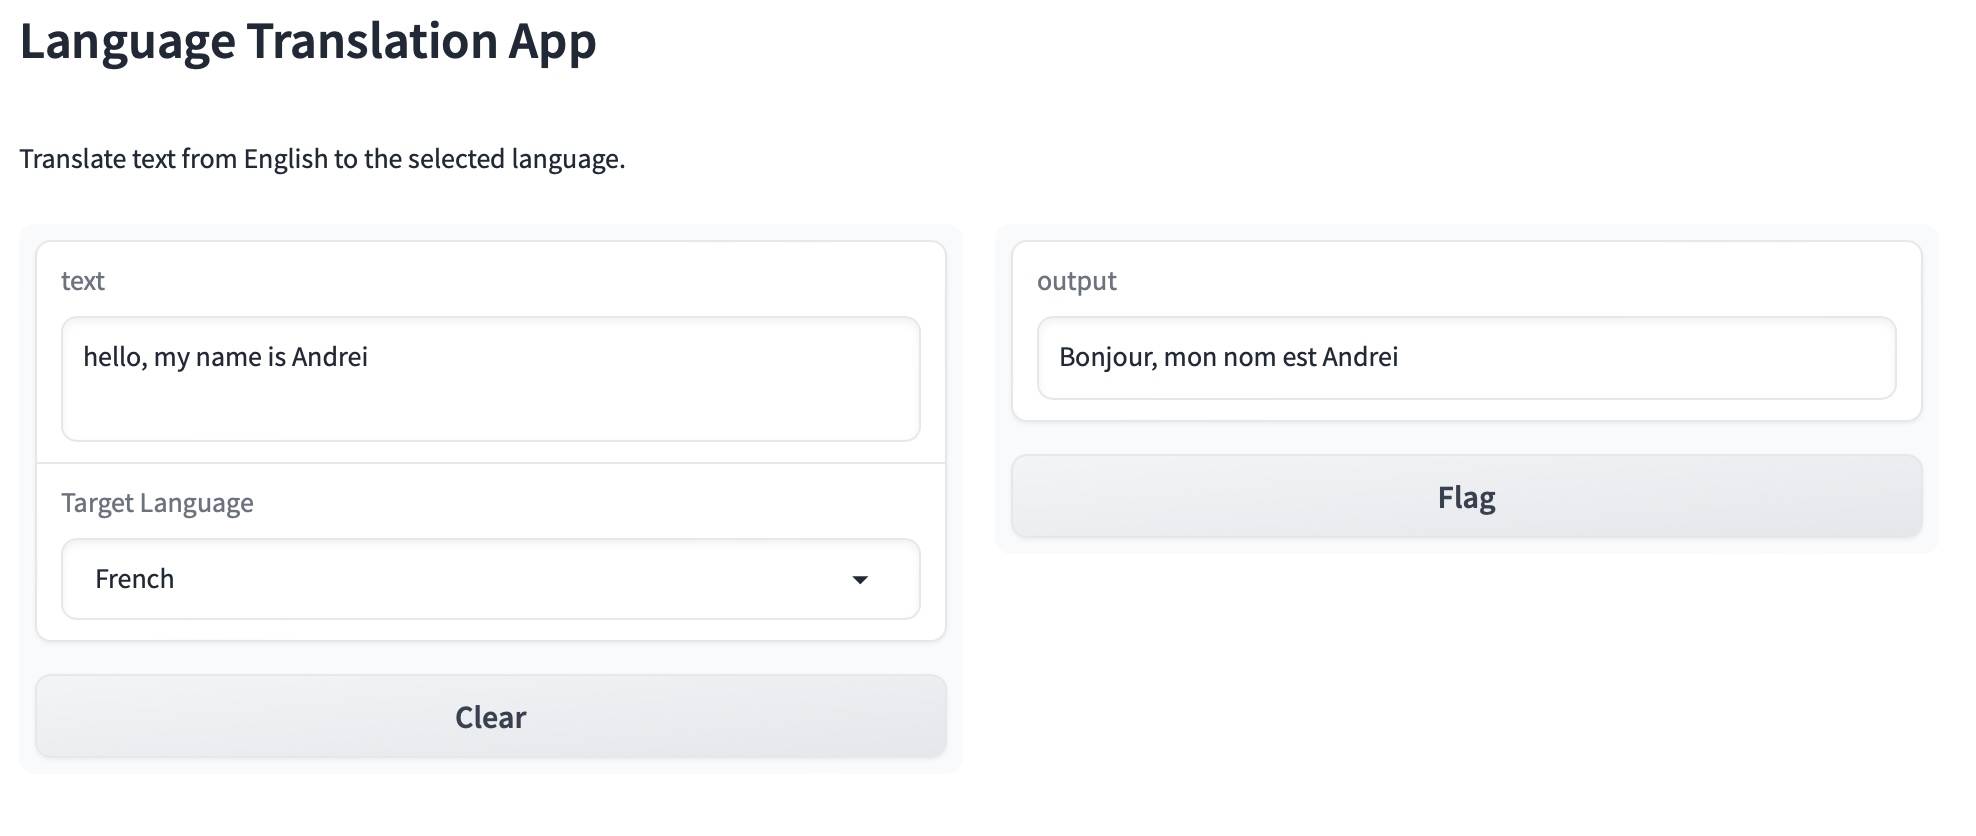 Language Translation App
Translate text from English to the selected language.
text
hello, my name is Andrei
Target Language
French
Clear
output
Bonjour, mon nom est Andrei
Flag